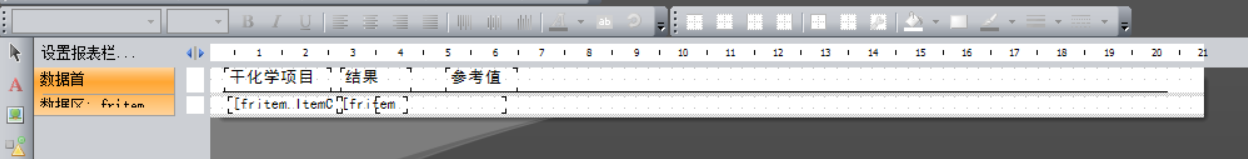 B I U
ab
设置报表栏...
1 2 3 4 5 6 7 8 9 10 11 12 13 14 15 16 17 18 19 20 21
A 数据首
干化学项目 结果 参考值
数据区: fritem
[fritem.ItemC [fritem